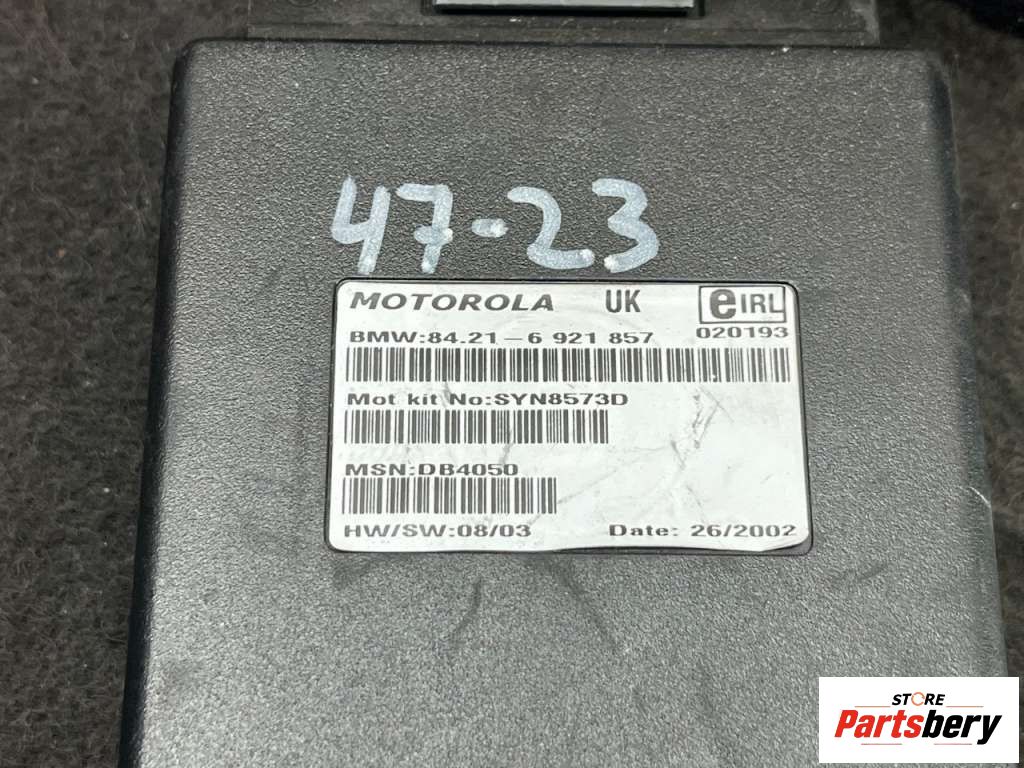 47-23
MOTOROLA UK e IRL
BMW:84.21-6 921 857 020193
Mot kit No:SYN8573D
MSN:DB4050
HW/SW:08/03 Date: 26/2002
STORE
Partsbery